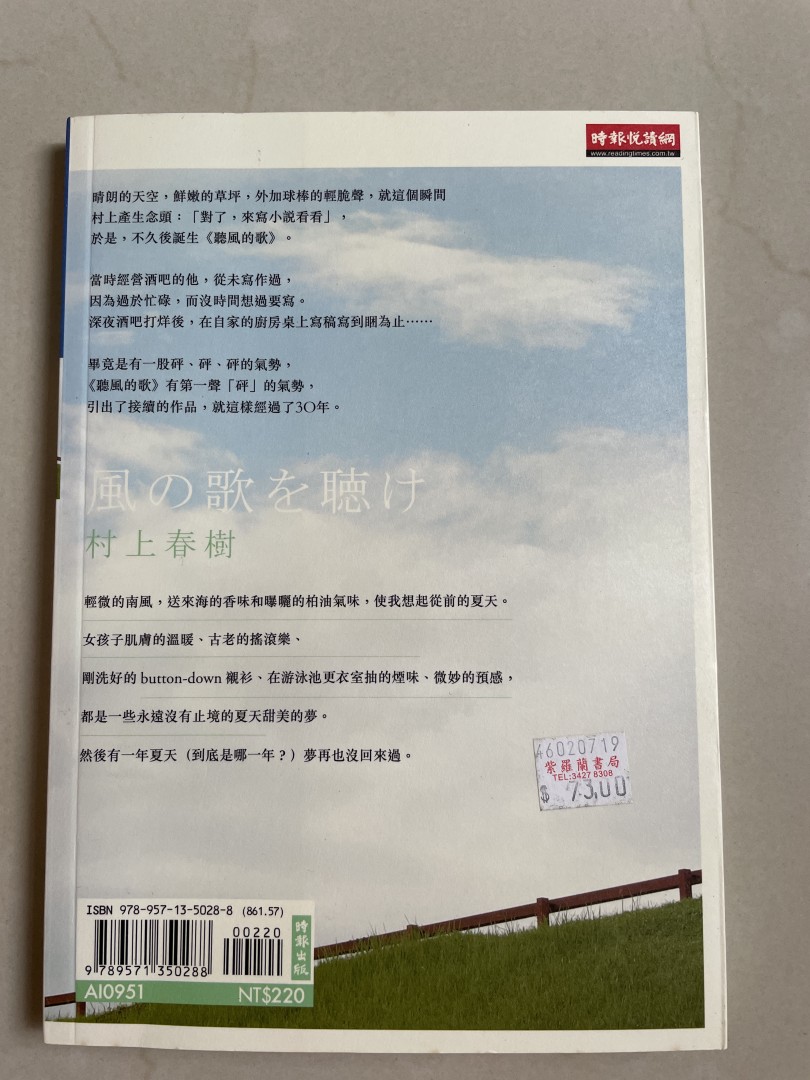 時報悅讀網
www.readingtimes.com.tw
晴朗的天空，鮮嫩的草坪，外加球棒的輕脆聲，就這個瞬間
村上產生念頭：「對了，來寫小說看看」，
於是，不久後誕生《聽風的歌》。
當時經營酒吧的他，從未寫作過，
因為過於忙碌，而沒時間想過要寫。
深夜酒吧打烊後，在自家的廚房桌上寫稿寫到睏為止⋯⋯
畢竟是有一股砰、砰、砰的氣勢，
《聽風的歌》有第一聲「砰」的氣勢，
引出了接續的作品，就這樣經過了30年。
風の歌を聴け
村上春樹
輕微的南風，送來海的香味和曝曬的柏油氣味，使我想起從前的夏天。
女孩子肌膚的溫暖、古老的搖滾樂、
剛洗好的 button-down 襯衫、在游泳池更衣室抽的煙味、微妙的預感，
都是一些永遠沒有止境的夏天甜美的夢。
然後有一年夏天（到底是哪一年？）夢再也沒回來過。
46020719
紫羅蘭書局
TEL:3427 8308
$ 73.00
ISBN 978-957-13-5028-8 (861.57)
00220
9 789571 350288
時報出版
AI0951 NT$220